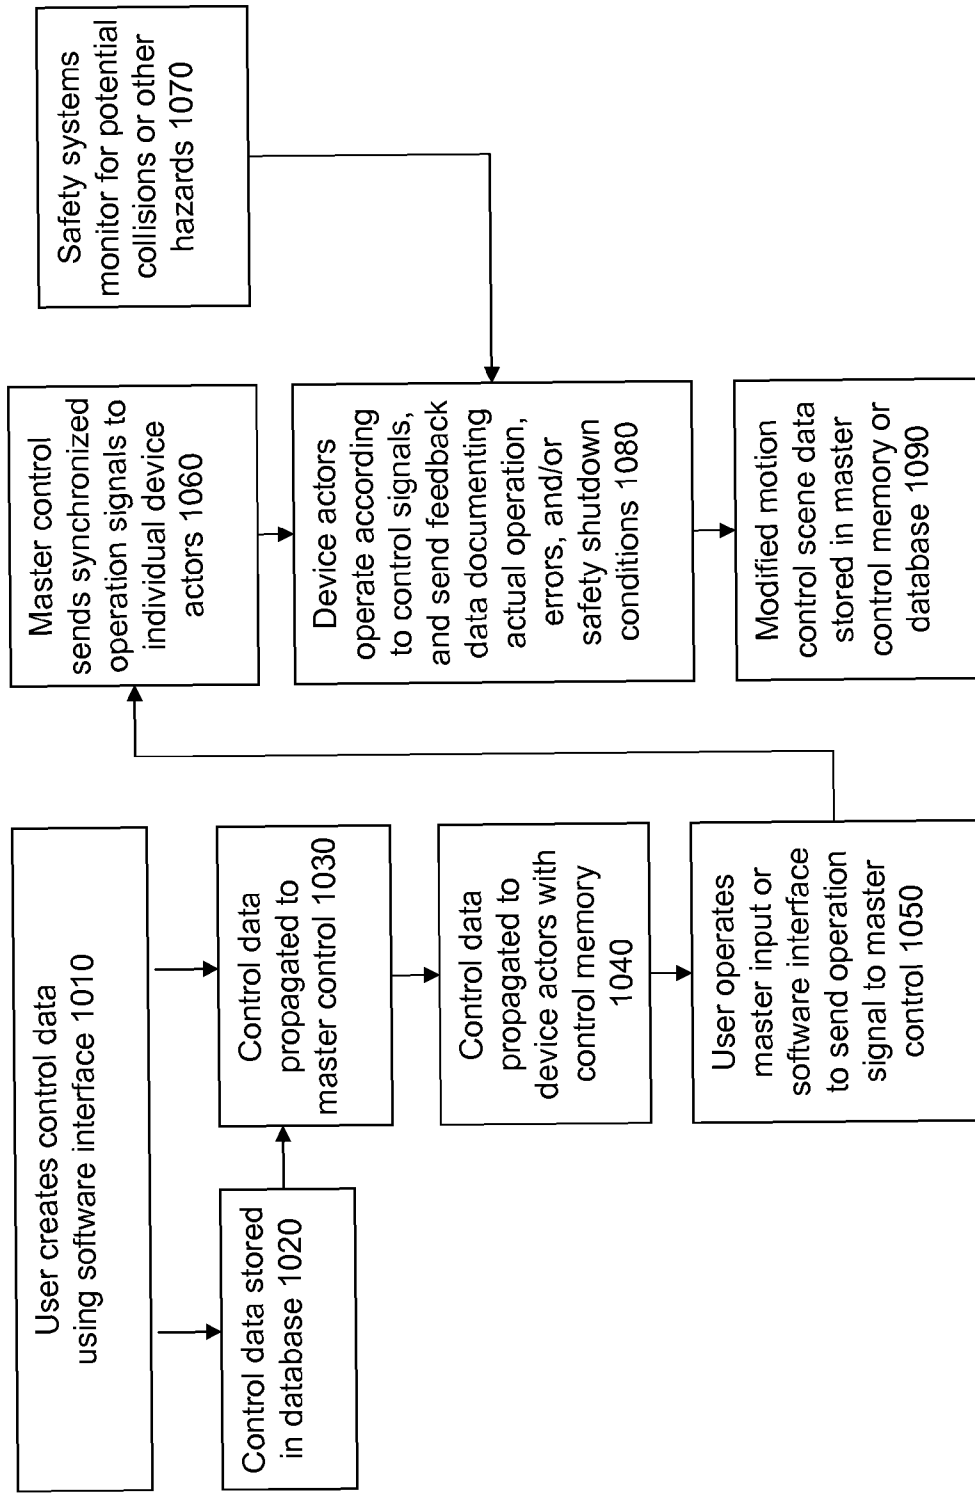 User creates control data
using software interface 1010
Control data stored
in database 1020
Control data
propagated to
master control 1030
Control data
propagated to
device actors with
control memory
1040
User operates
master input or
software interface
to send operation
signal to master
control 1050
Master control
sends synchronized
operation signals to
individual device
actors 1060
Safety systems
monitor for potential
collisions or other
hazards 1070
Device actors
operate according
to control signals,
and send feedback
data documenting
actual operation,
errors, and/or
safety shutdown
conditions 1080
Modified motion
control scene data
stored in master
control memory or
database 1090